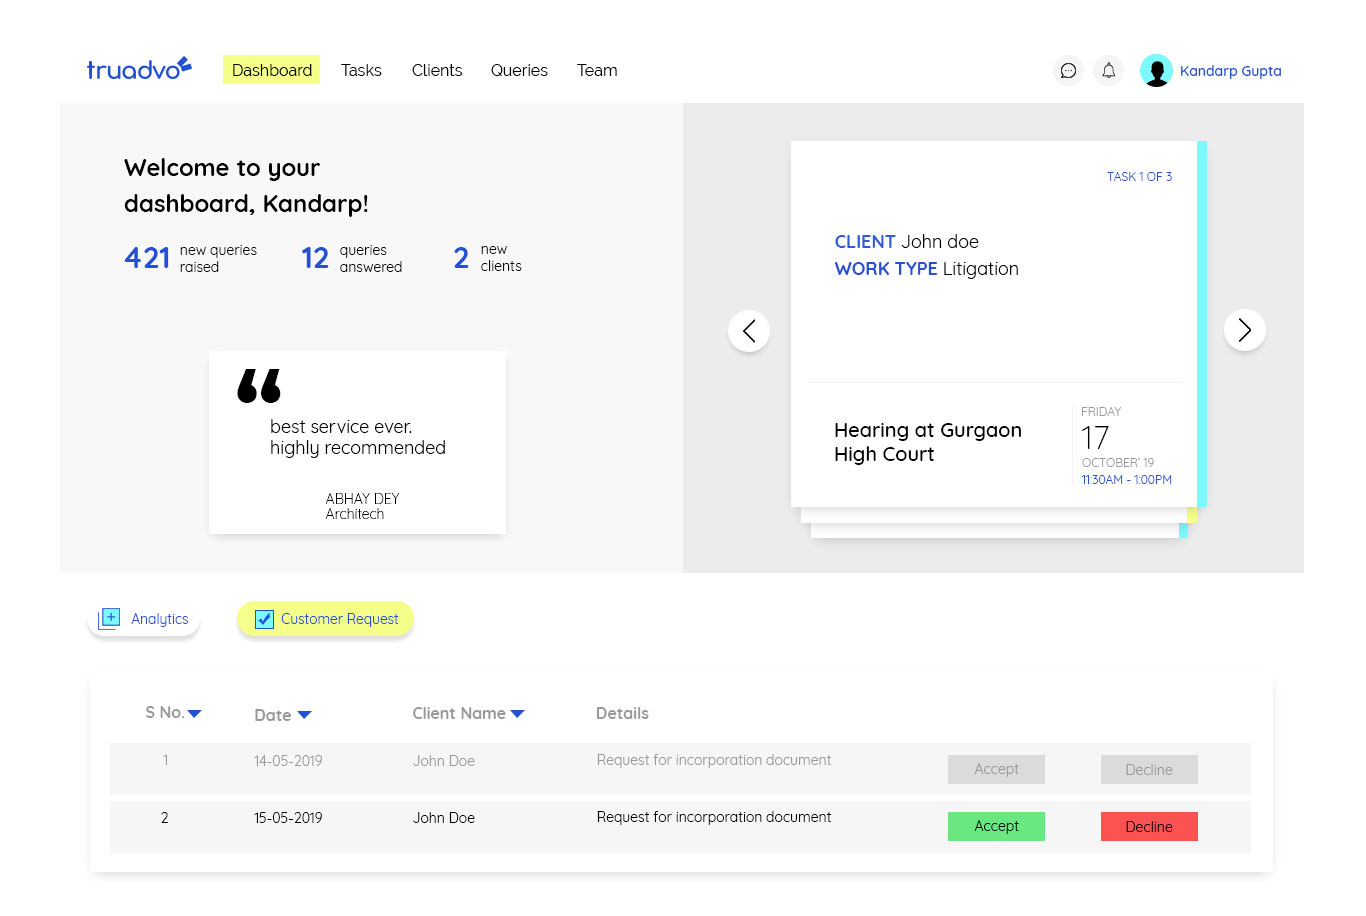 truadvo
Dashboard Tasks Clients Queries Team
Kandarp Gupta
Welcome to your
dashboard, Kandarp!
421 new queries
raised
12 queries
answered
2 new
clients
“
best service ever.
highly recommended
ABHAY DEY
Architech
TASK 1 OF 3
CLIENT John doe
WORK TYPE Litigation
Hearing at Gurgaon
High Court
FRIDAY
17
OCTOBER' 19
11:30AM - 1:00PM
Analytics
Customer Request
S No. Date Client Name Details
1 14-05-2019 John Doe Request for incorporation document Accept Decline
2 15-05-2019 John Doe Request for incorporation document Accept Decline